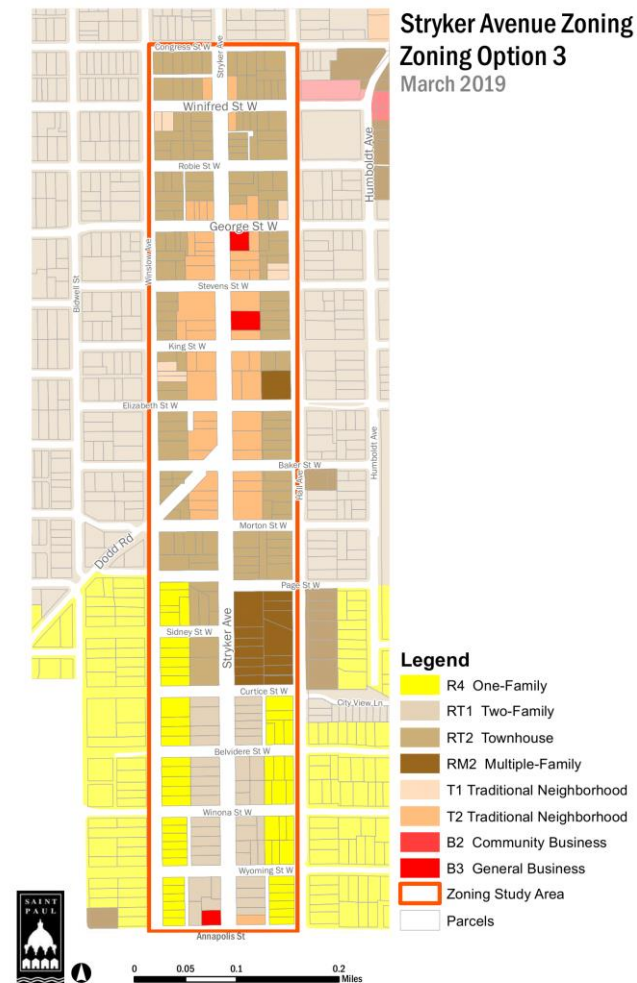 Stryker Avenue Zoning
Zoning Option 3
March 2019
Congress St W
Stryker Ave
Winifred St W
Humboldt Ave
Robie St W
George St W
Winslow Ave
Bidwell St
Stevens St W
King St W
Elizabeth St W
Humboldt Ave
Baker St W
Hall Ave
Morton St W
Dodd Rd
Page St W
Sidney St W
Stryker Ave
Curtice St W
City View Ln
Belvidere St W
Winona St W
Wyoming St W
Annapolis St
Legend
R4 One-Family
RT1 Two-Family
RT2 Townhouse
RM2 Multiple-Family
T1 Traditional Neighborhood
T2 Traditional Neighborhood
B2 Community Business
B3 General Business
Zoning Study Area
Parcels
SAINT
PAUL
0 0.05 0.1 0.2
Miles